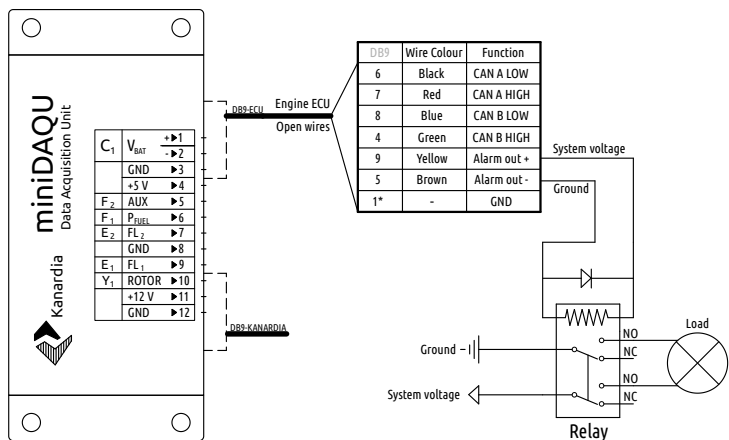 miniDAQU
Data Acquisition Unit
Kanardia
C1 VBAT +▶1
-▶2
GND ▶3
+5 V ▶4
F2 AUX ▶5
F1 PFUEL ▶6
E2 FL2 ▶7
GND ▶8
E1 FL1 ▶9
Y1 ROTOR ▶10
+12 V ▶11
GND ▶12
DB9-ECU
Engine ECU
Open wires
DB9-KANARDIA
DB9 Wire Colour Function
6 Black CAN A LOW
7 Red CAN A HIGH
8 Blue CAN B LOW
4 Green CAN B HIGH
9 Yellow Alarm out +
5 Brown Alarm out -
1* - GND
System voltage
Ground
Load
NO
NC
Ground -
NO
NC
System voltage
Relay